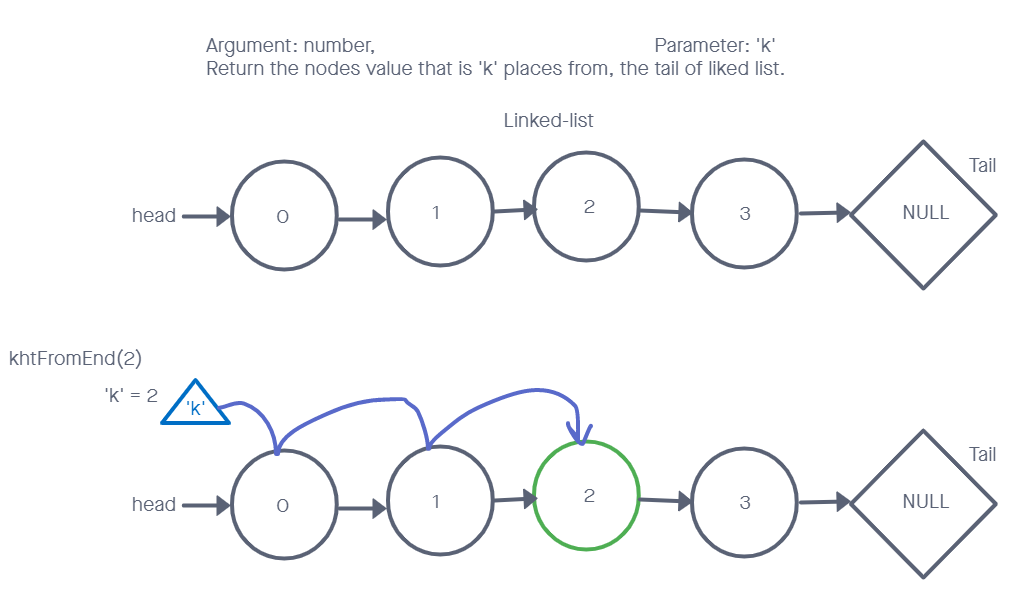 Argument: number, Parameter: 'k'
Return the nodes value that is 'k' places from, the tail of liked list.
Linked-list
Tail
head 0 1 2 3 NULL
khtFromEnd(2)
'k' = 2 'k'
Tail
head 0 1 2 3 NULL